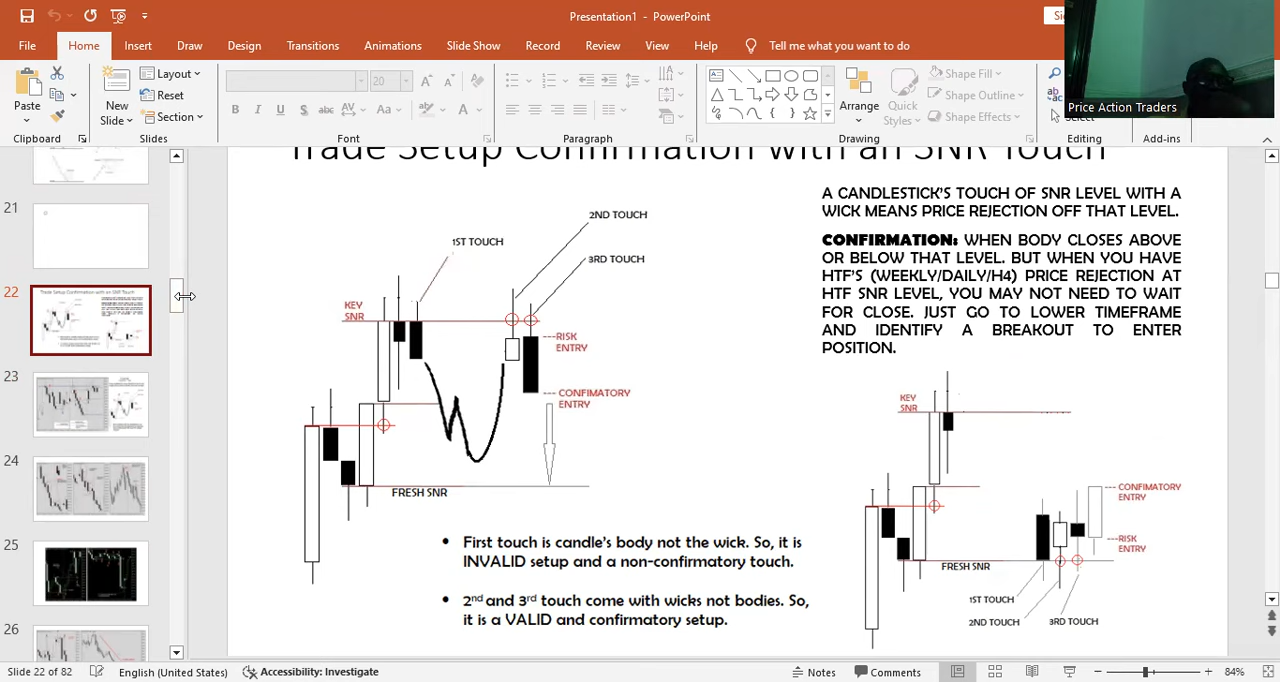 Presentation1 - PowerPoint
File Home Insert Draw Design Transitions Animations Slide Show Record Review View Help Tell me what you want to do
Paste
Clipboard
New
Slide
Layout
Reset
Section
Slides
20
Font
Paragraph
Arrange
Quick
Styles
Shape Fill
Shape Outline
Shape Effects
Drawing
Select
Editing
Add-ins
Price Action Traders
21
22
23
24
25
26
Trade Setup Confirmation with an SNR Touch
A CANDLESTICK'S TOUCH OF SNR LEVEL WITH A
WICK MEANS PRICE REJECTION OFF THAT LEVEL.
CONFIRMATION: WHEN BODY CLOSES ABOVE
OR BELOW THAT LEVEL. BUT WHEN YOU HAVE
HTF'S (WEEKLY/DAILY/H4) PRICE REJECTION AT
HTF SNR LEVEL, YOU MAY NOT NEED TO WAIT
FOR CLOSE. JUST GO TO LOWER TIMEFRAME
AND IDENTIFY A BREAKOUT TO ENTER
POSITION.
2ND TOUCH
1ST TOUCH
3RD TOUCH
KEY
SNR
RISK
ENTRY
CONFIMATORY
ENTRY
FRESH SNR
KEY
SNR
CONFIMATORY
ENTRY
RISK
ENTRY
FRESH SNR
1ST TOUCH
2ND TOUCH
3RD TOUCH
• First touch is candle's body not the wick. So, it is
INVALID setup and a non-confirmatory touch.
• 2nd and 3rd touch come with wicks not bodies. So,
it is a VALID and confirmatory setup.
Slide 22 of 82 English (United States) Accessibility: Investigate Notes Comments 84%